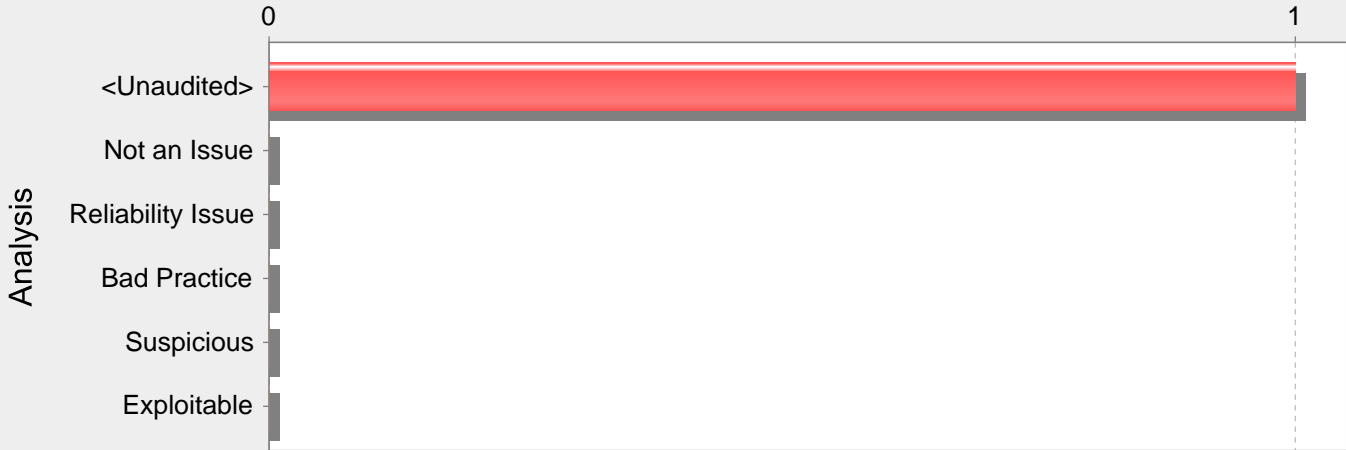 0 1
<Unaudited>
Not an Issue
Reliability Issue
Bad Practice
Suspicious
Exploitable
Analysis